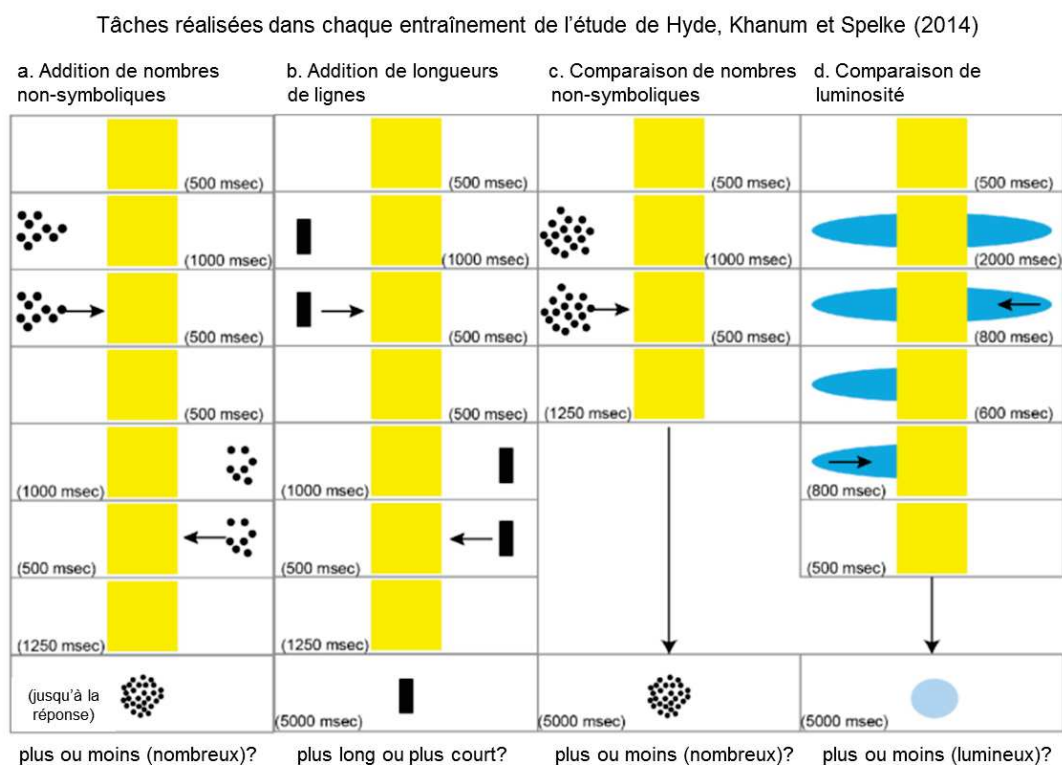 Tâches réalisées dans chaque entraînement de l’étude de Hyde, Khanum et Spelke (2014)
a. Addition de nombres
non-symboliques
b. Addition de longueurs
de lignes
c. Comparaison de nombres
non-symboliques
d. Comparaison de
luminosité
(500 msec)
(500 msec)
(500 msec)
(500 msec)
(1000 msec)
(1000 msec)
(1000 msec)
(2000 msec)
(500 msec)
(500 msec)
(500 msec)
(800 msec)
(500 msec)
(500 msec)
(1250 msec)
(600 msec)
(1000 msec)
(1000 msec)
(800 msec)
(500 msec)
(500 msec)
(500 msec)
(1250 msec)
(1250 msec)
(jusqu’à la
réponse)
(5000 msec)
(5000 msec)
(5000 msec)
plus ou moins (nombreux)?
plus long ou plus court?
plus ou moins (nombreux)?
plus ou moins (lumineux)?